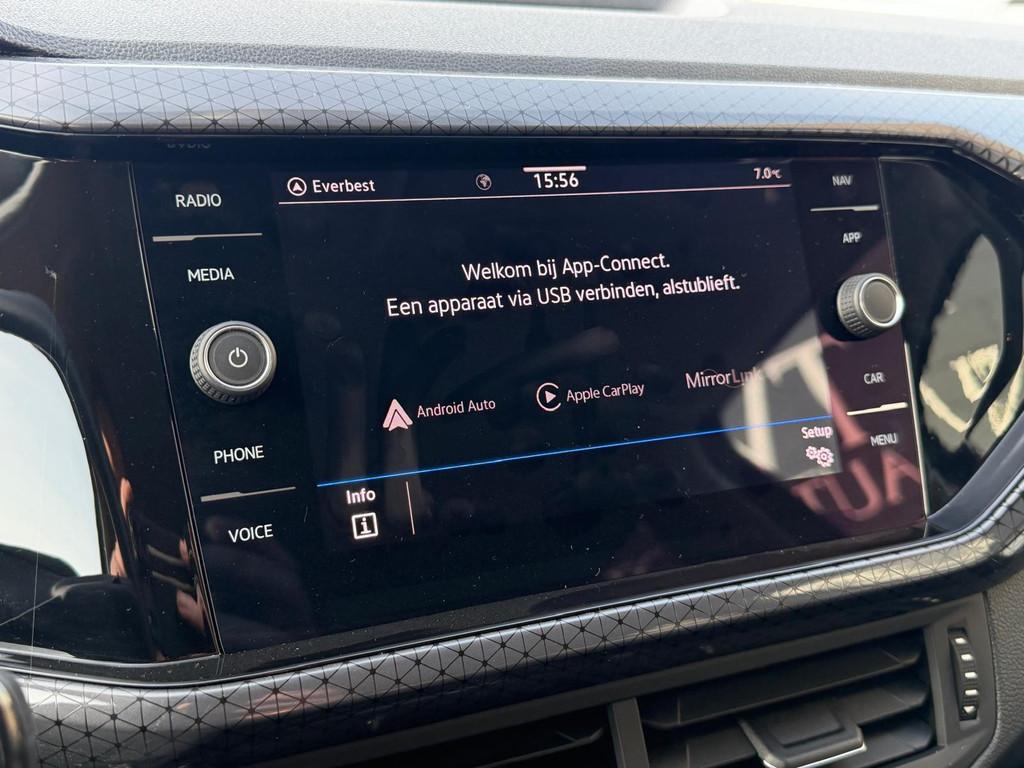 RADIO
MEDIA
PHONE
VOICE
Everbest
15:56
7.0°C
Welkom bij App-Connect.
Een apparaat via USB verbinden, alstublieft.
Android Auto
Apple CarPlay
MirrorLink
Setup
Info
i
NAV
APP
CAR
MENU